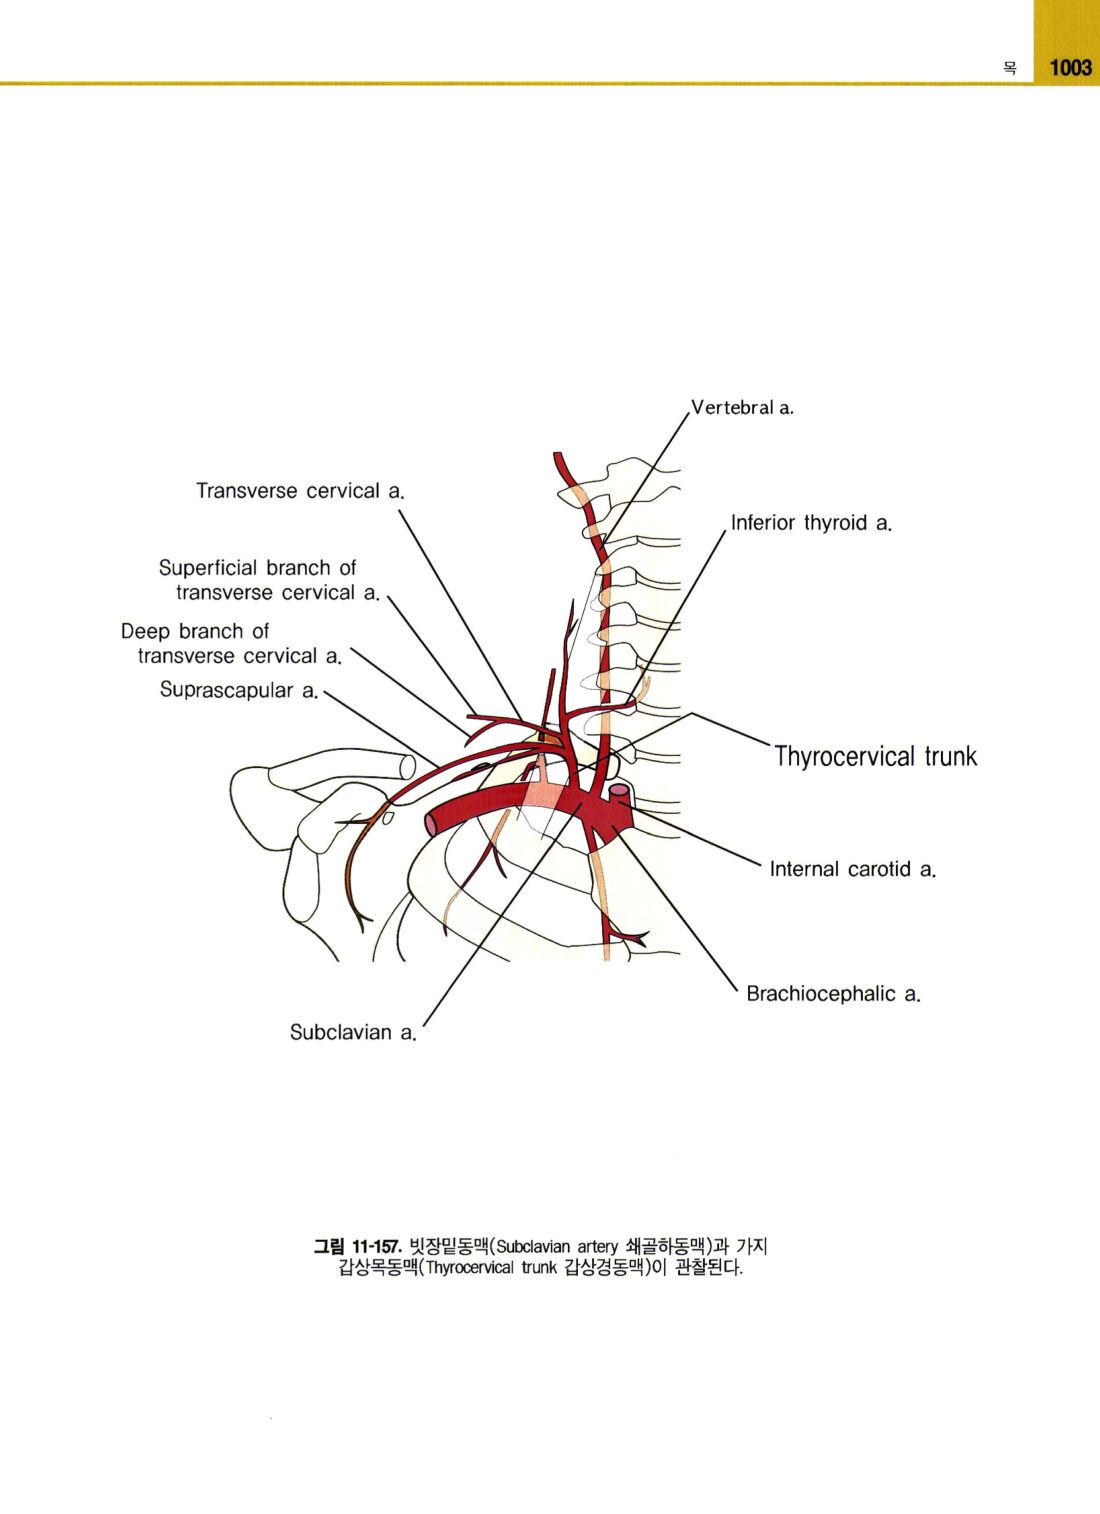 목 1003
Vertebral a.
Transverse cervical a.
Inferior thyroid a.
Superficial branch of
transverse cervical a.
Deep branch of
transverse cervical a.
Suprascapular a.
Thyrocervical trunk
Internal carotid a.
Brachiocephalic a.
Subclavian a.
그림 11-157. 빗장밑동맥(Subclavian artery 쇄골하동맥)과 가지
갑상목동맥(Thyrocervical trunk 갑상경동맥)이 관찰된다.